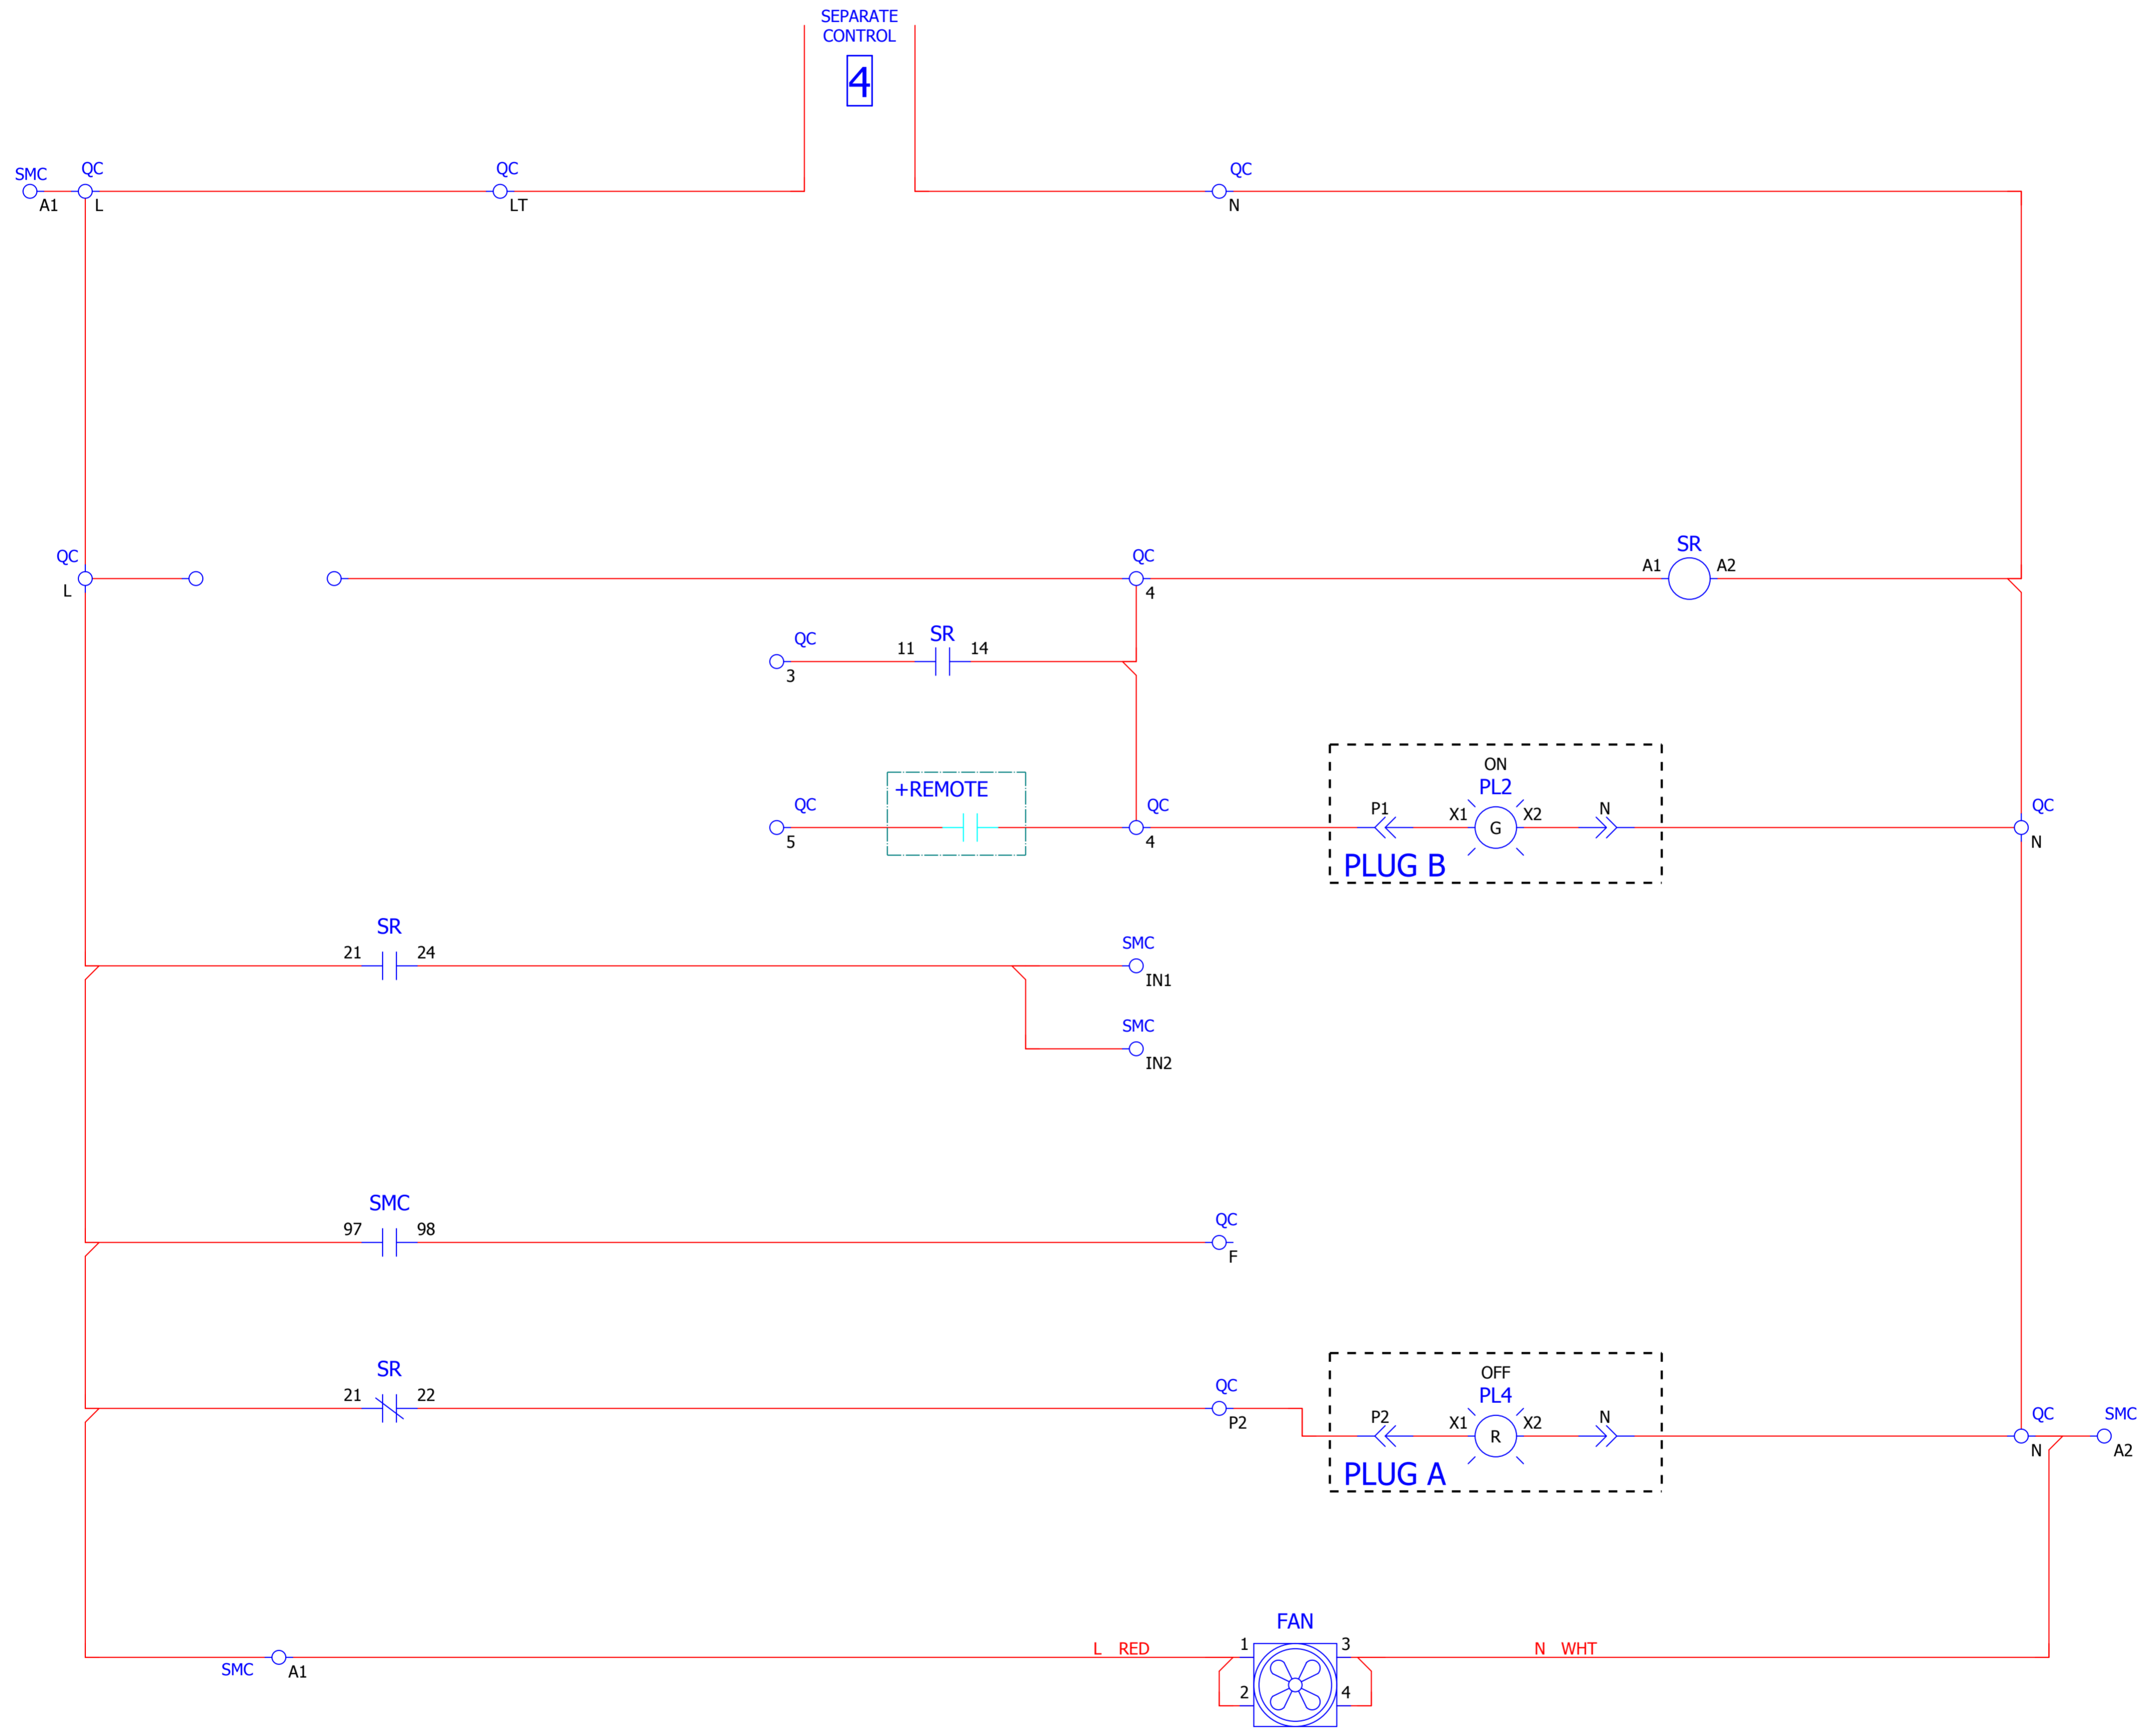 SEPARATE
CONTROL
4
SMC
A1
QC
L
QC
LT
QC
N
QC
L
QC
4
SR
A1
A2
QC
3
SR
11
14
QC
5
+REMOTE
QC
4
ON
PL2
P1
X1
G
X2
N
PLUG B
QC
N
SR
21
24
SMC
IN1
SMC
IN2
SMC
97
98
QC
F
SR
21
22
QC
P2
OFF
PL4
P2
X1
R
X2
N
PLUG A
QC
N
SMC
A2
SMC
A1
L RED
FAN
1
3
2
4
N WHT